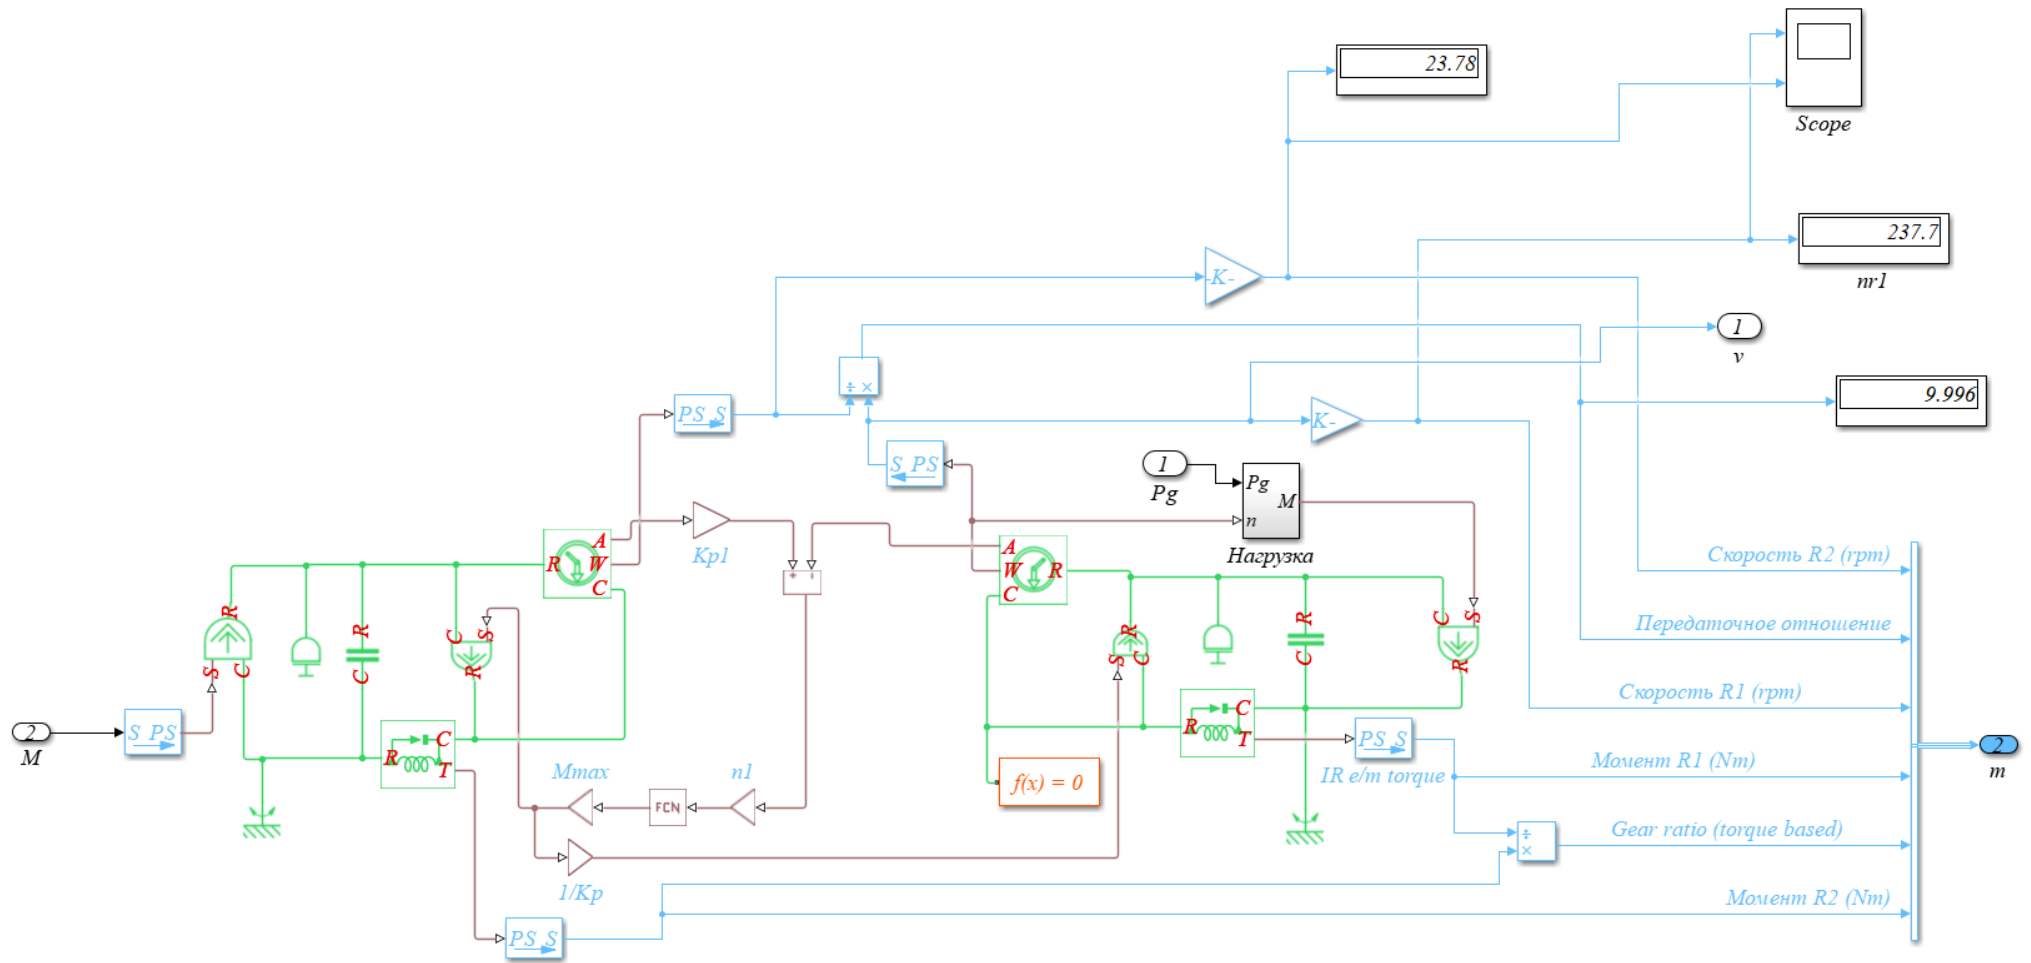 23.78
Scope
237.7
nr1
-K-
1
v
÷ ×
9.996
PS S
K-
S PS
1
Pg
Pg
M
n
Нагрузка
Kp1
+
-
A
R
W
C
A
W
R
C
Скорость R2 (rpm)
R
S
C
R
C
C
S
R
R
S
C
R
C
C
S
R
Передаточное отношение
Скорость R1 (rpm)
2
M
S PS
R
C
T
R
C
T
PS S
IR e/m torque
Момент R1 (Nm)
2
m
Mmax
n1
FCN
f(x) = 0
÷
×
Gear ratio (torque based)
1/Kp
Момент R2 (Nm)
PS S